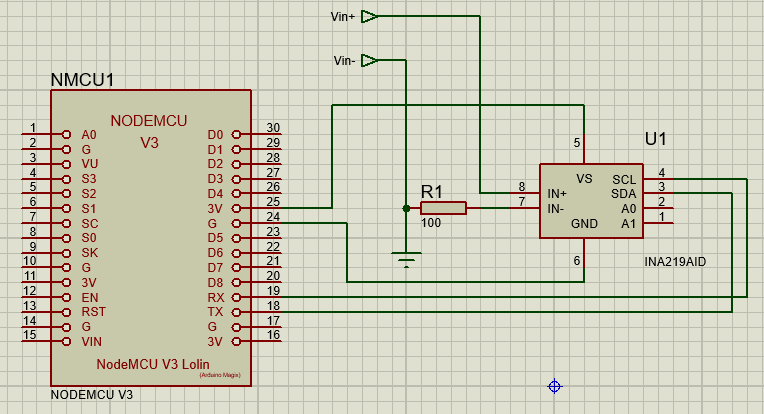 Vin+
Vin-
NMCU1
NODEMCU
V3
1 A0 D0 30
2 G D1 29
3 VU D2 28
4 S3 D3 27
5 S2 D4 26
6 S1 3V 25
7 SC G 24
8 S0 D5 23
9 SK D6 22
10 G D7 21
11 3V D8 20
12 EN RX 19
13 RST TX 18
14 G G 17
15 VIN 3V 16
NodeMCU V3 Lolin
(Arduino Magix)
NODEMCU V3
R1
100
U1
5
VS
8 IN+ SCL 4
7 IN- SDA 3
A0 2
A1 1
GND
6
INA219AID